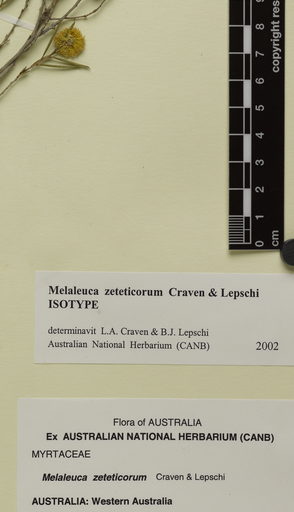 copyright res
8
7
6
5
4
3
2
1
0
cm
Melaleuca zeteticorum Craven & Lepschi
ISOTYPE
determinavit L.A. Craven & B.J. Lepschi
Australian National Herbarium (CANB) 2002
Flora of AUSTRALIA
Ex AUSTRALIAN NATIONAL HERBARIUM (CANB)
MYRTACEAE
Melaleuca zeteticorum Craven & Lepschi
AUSTRALIA: Western Australia